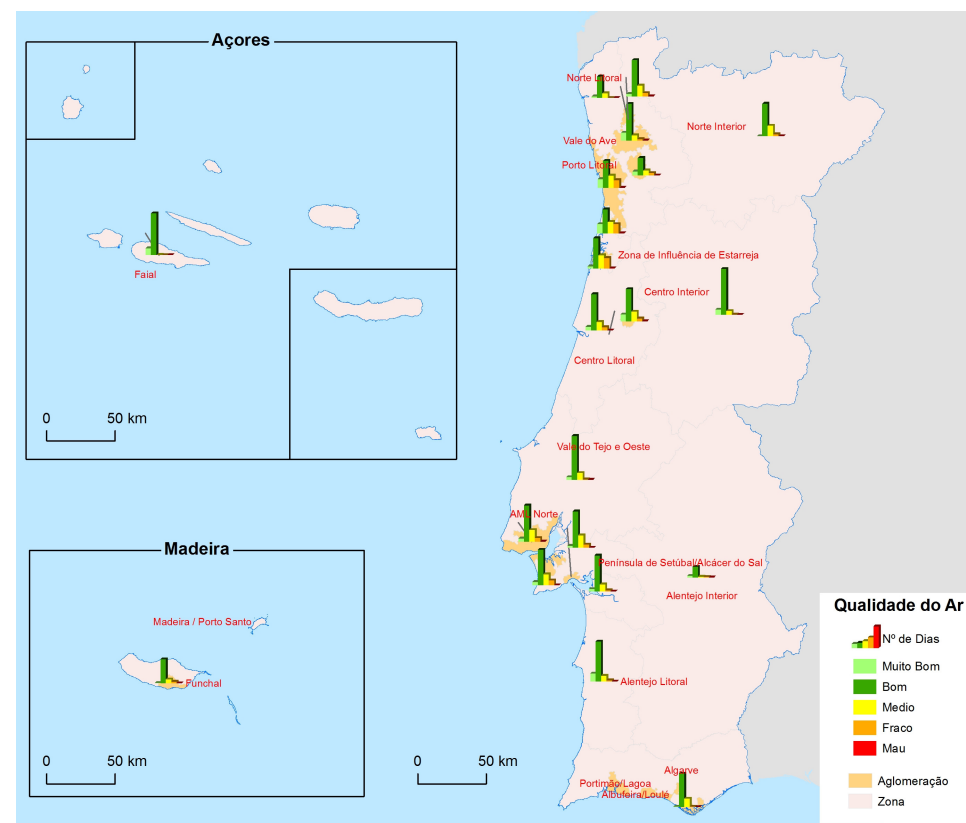 Açores
Faial
0 50 km
Madeira
Madeira / Porto Santo
Funchal
0 50 km
0 50 km
Norte Litoral
Norte Interior
Vale do Ave
Porto Litoral
Zona de Influência de Estarreja
Centro Interior
Centro Litoral
Vale do Tejo e Oeste
AML Norte
Península de Setúbal/Alcácer do Sal
Alentejo Interior
Alentejo Litoral
Algarve
Portimão/Lagoa
Albufeira/Loulé
Qualidade do Ar
Nº de Dias
Muito Bom
Bom
Medio
Fraco
Mau
Aglomeração
Zona